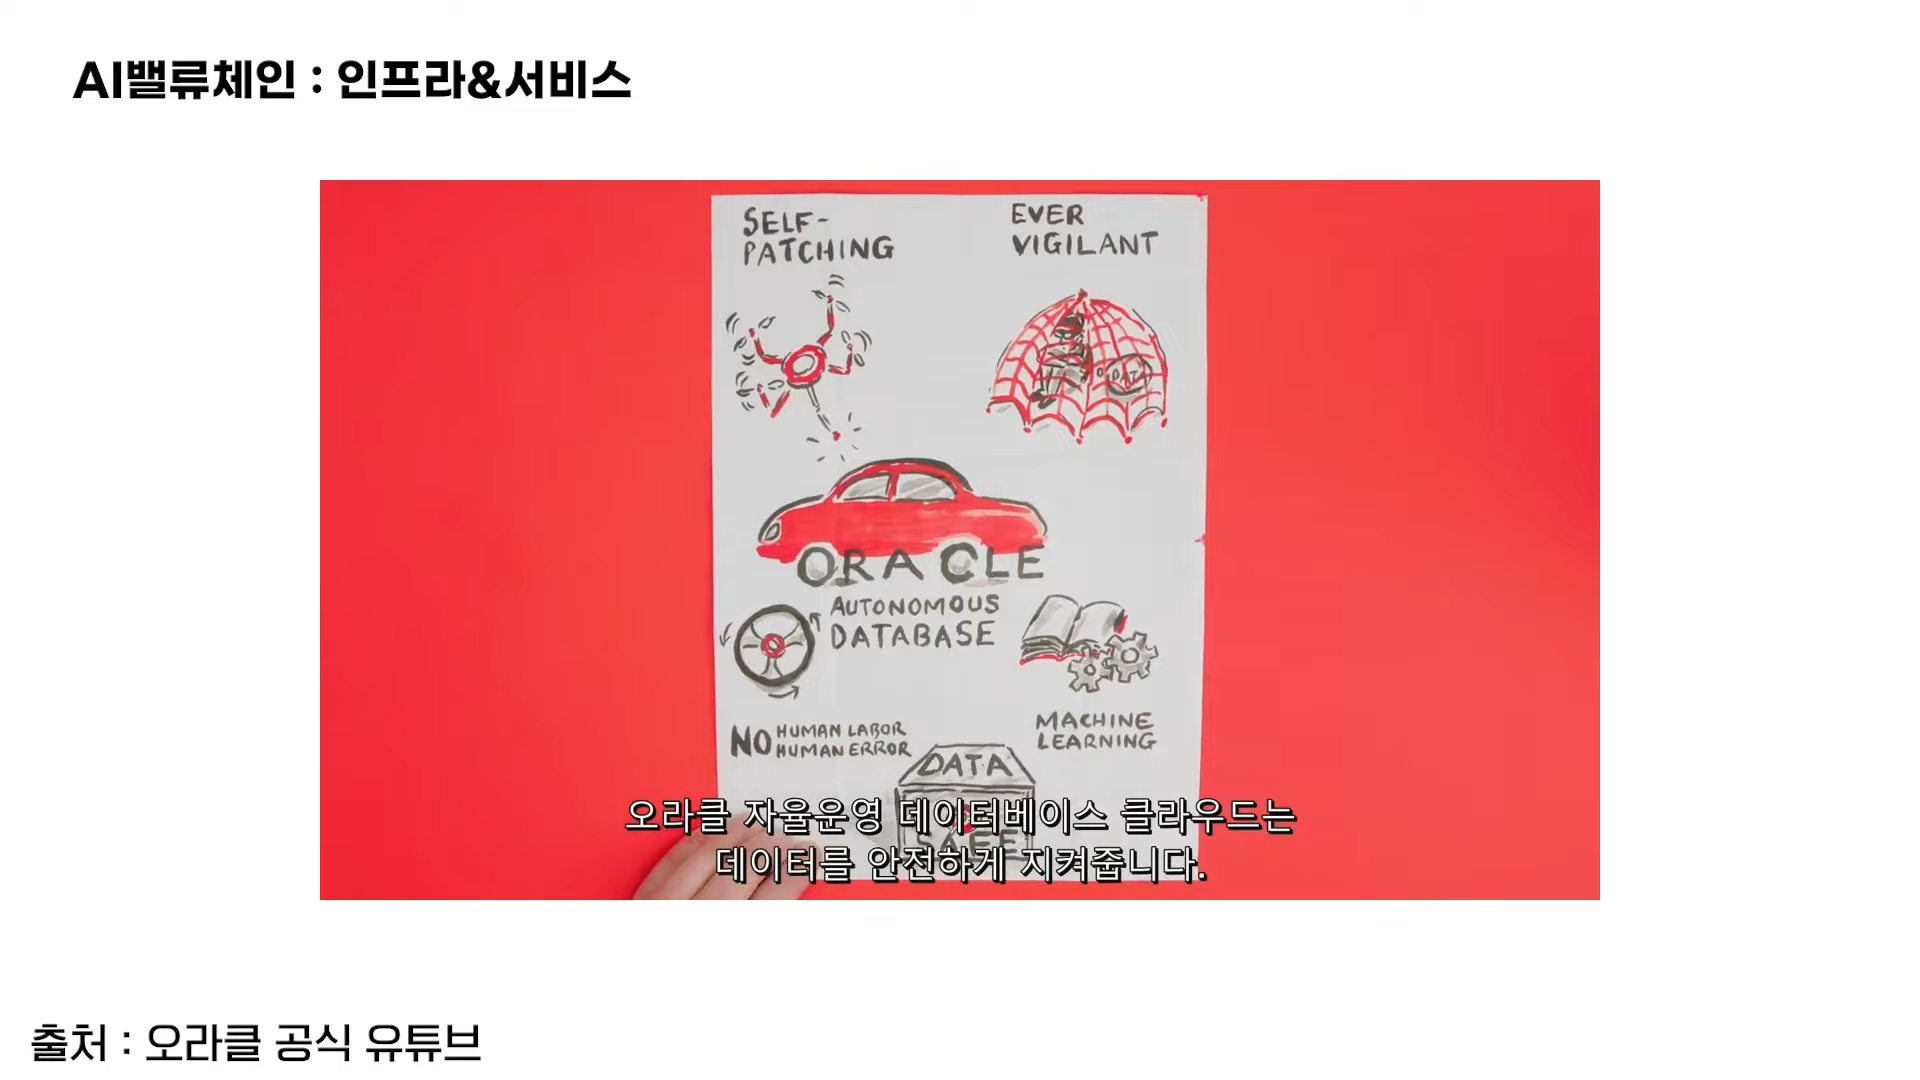 AI밸류체인 : 인프라&서비스
SELF-
PATCHING
EVER
VIGILANT
DATA
ORACLE
AUTONOMOUS
DATABASE
NO HUMAN LABOR
HUMAN ERROR
MACHINE
LEARNING
DATA
SAFE
오라클 자율운영 데이터베이스 클라우드는
데이터를 안전하게 지켜줍니다.
출처 : 오라클 공식 유튜브